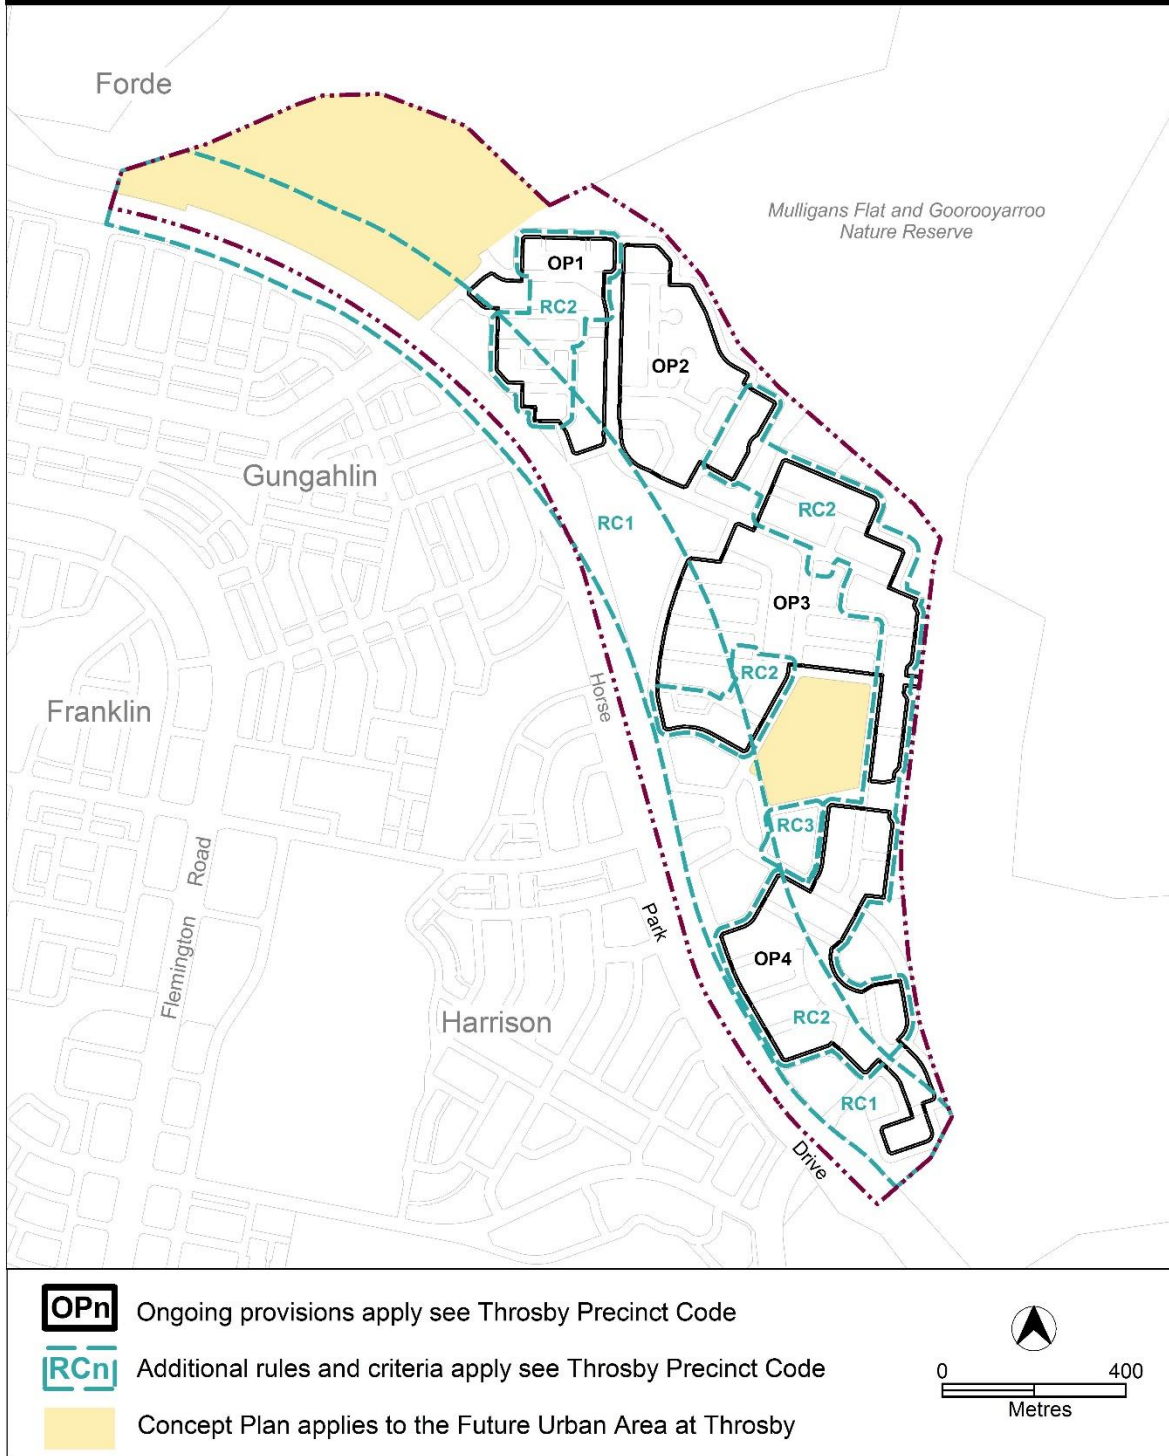 Forde
Mulligans Flat and Goorooyarroo
Nature Reserve
OP1
RC2
OP2
Gungahlin
RC2
RC1
OP3
RC2
Horse
Franklin
RC3
Flemington Road
Park
OP4
RC2
Harrison
RC1
Drive
OPn Ongoing provisions apply see Throsby Precinct Code
RCn Additional rules and criteria apply see Throsby Precinct Code
Concept Plan applies to the Future Urban Area at Throsby
0 400
Metres